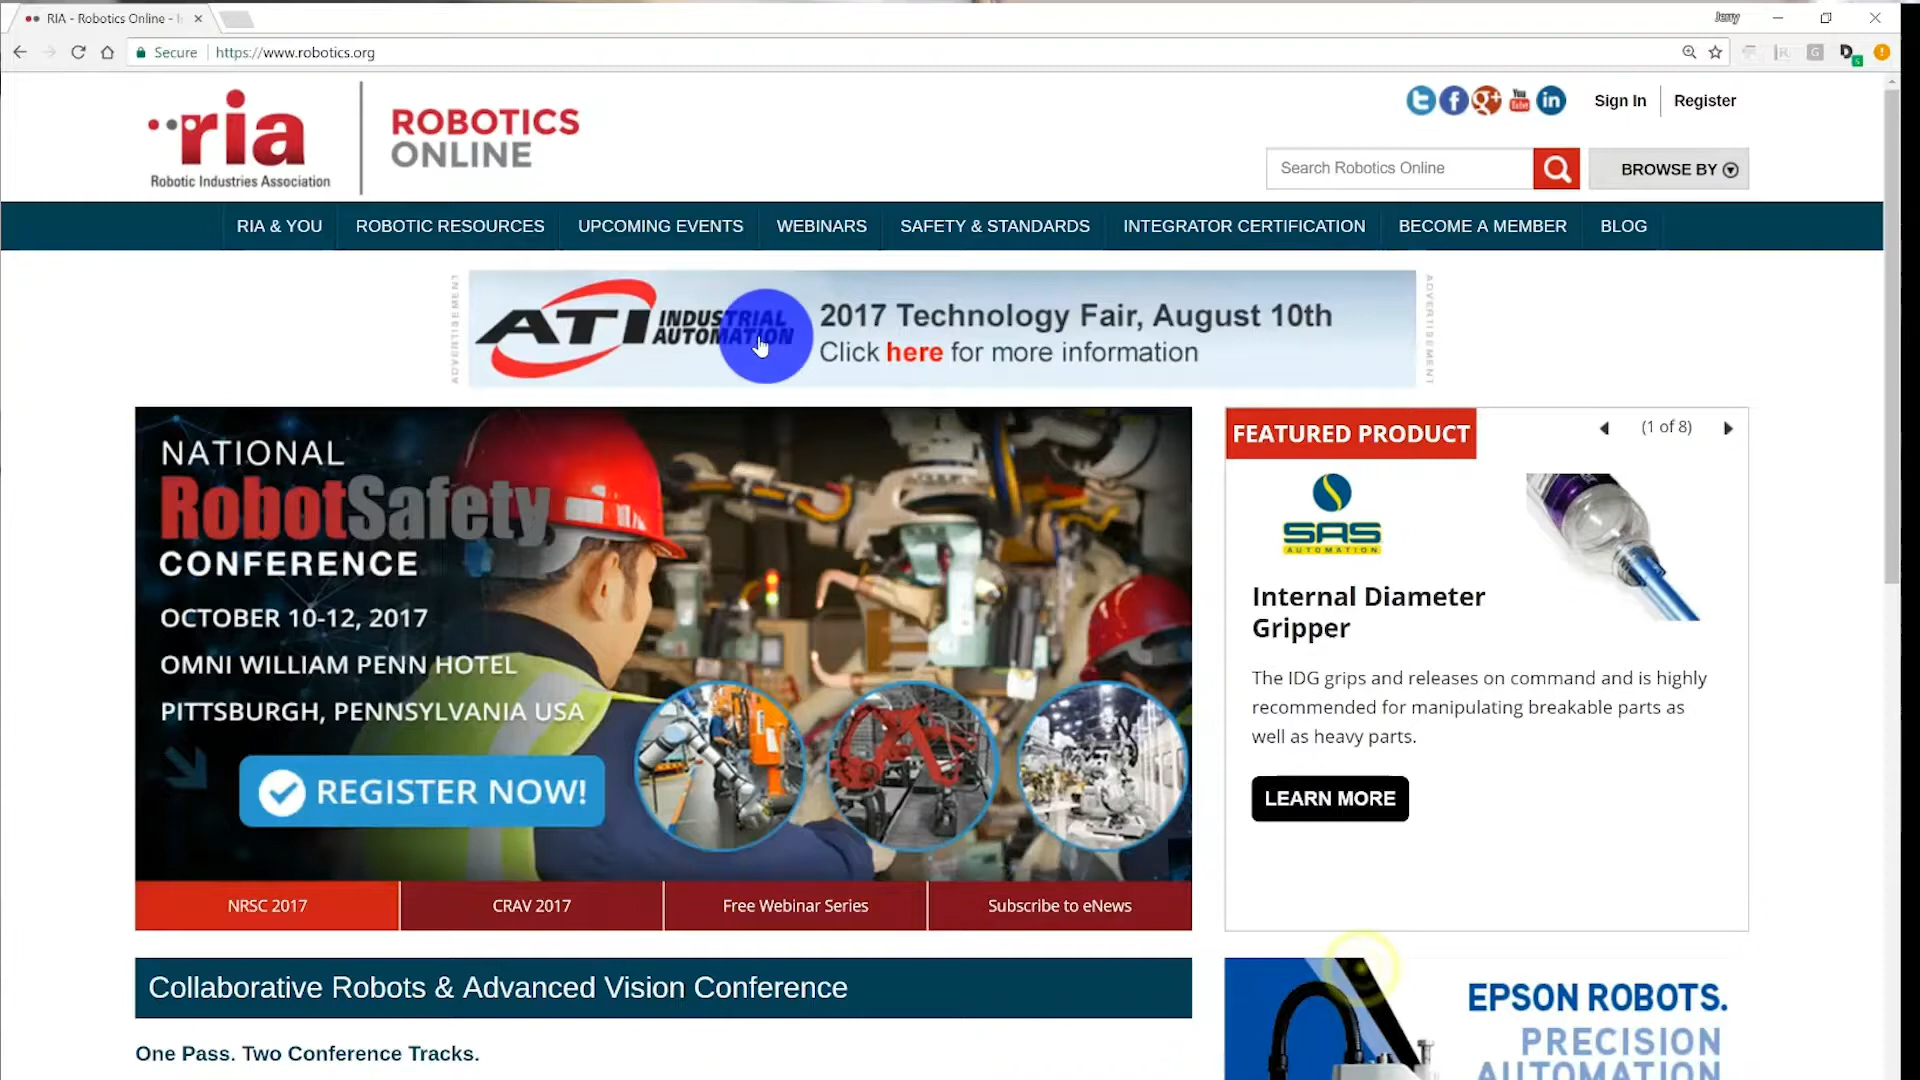 RIA - Robotics Online - I
Jerry
Secure
https://www.robotics.org
ria
Robotic Industries Association
ROBOTICS
ONLINE
You
Tube
Sign In
Register
Search Robotics Online
BROWSE BY
RIA & YOU
ROBOTIC RESOURCES
UPCOMING EVENTS
WEBINARS
SAFETY & STANDARDS
INTEGRATOR CERTIFICATION
BECOME A MEMBER
BLOG
ADVERTISEMENT
ATI INDUSTRIAL
AUTOMATION
2017 Technology Fair, August 10th
Click here for more information
ADVERTISEMENT
NATIONAL
RobotSafety
CONFERENCE
OCTOBER 10-12, 2017
OMNI WILLIAM PENN HOTEL
PITTSBURGH, PENNSYLVANIA USA
REGISTER NOW!
NRSC 2017
CRAV 2017
Free Webinar Series
Subscribe to eNews
FEATURED PRODUCT
(1 of 8)
SAS
AUTOMATION
Internal Diameter
Gripper
The IDG grips and releases on command and is highly
recommended for manipulating breakable parts as
well as heavy parts.
LEARN MORE
Collaborative Robots & Advanced Vision Conference
One Pass. Two Conference Tracks.
EPSON ROBOTS.
PRECISION
AUTOMATION